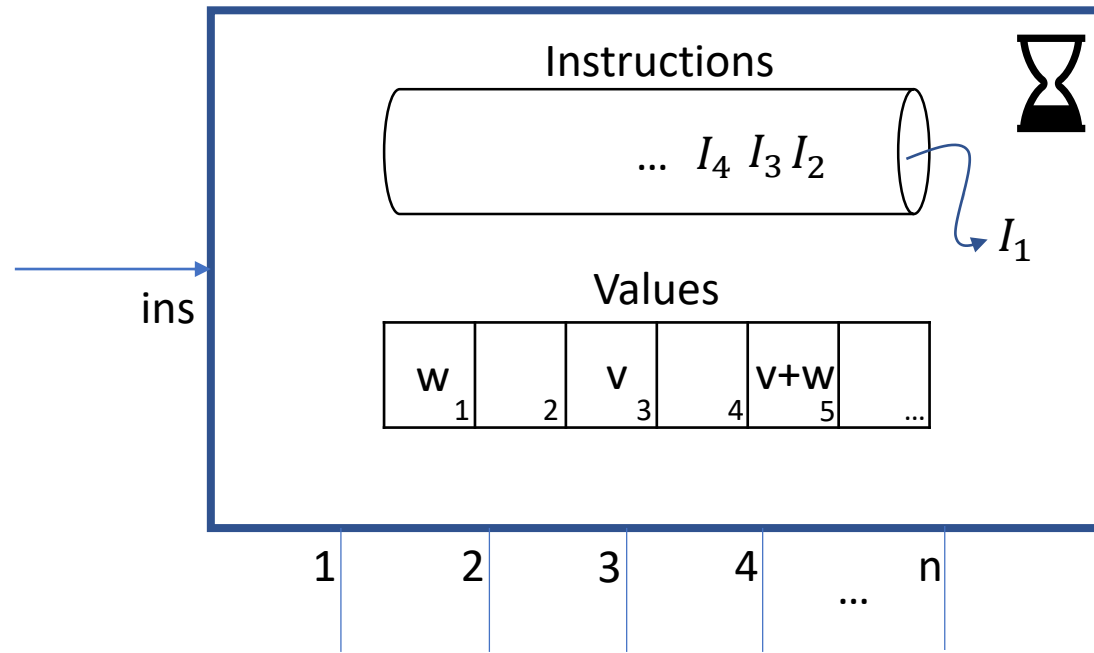 Instructions
... I₄ I₃ I₂
I₁
ins
Values
w v v+w
1 2 3 4 5 ...
1 2 3 4 ... n